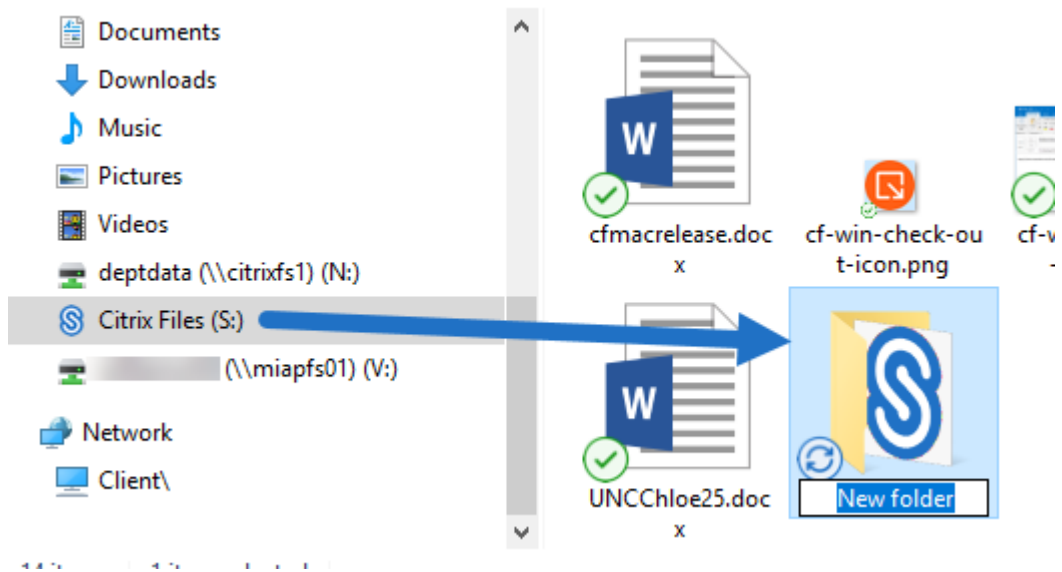 Documents
Downloads
Music
Pictures
Videos
deptdata (\\citrixfs1) (N:)
Citrix Files (S:)
(\\miapfs01) (V:)
Network
Client\
W
cfmacrelease.doc
x
cf-win-check-ou
t-icon.png
W
UNCChloe25.doc
x
New folder